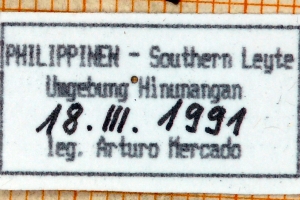 PHILIPPINEN - Southern Leyte
Umgebung Hinunangan
18. III. 1991
leg. Arturo Mercado